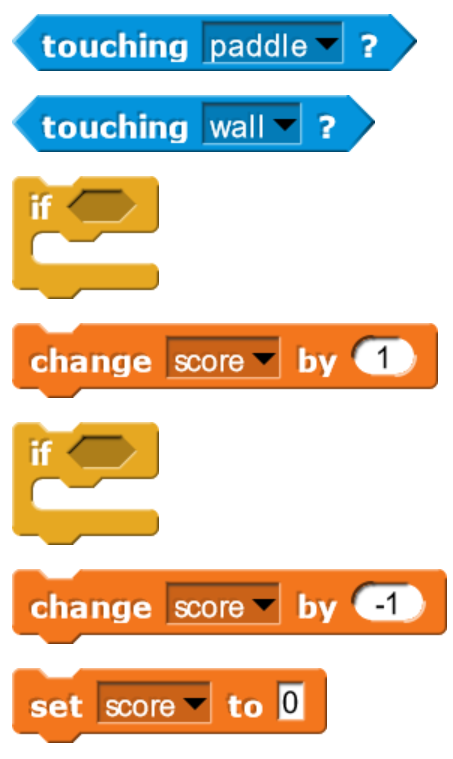 touching paddle ?
touching wall ?
if
change score by 1
if
change score by -1
set score to 0